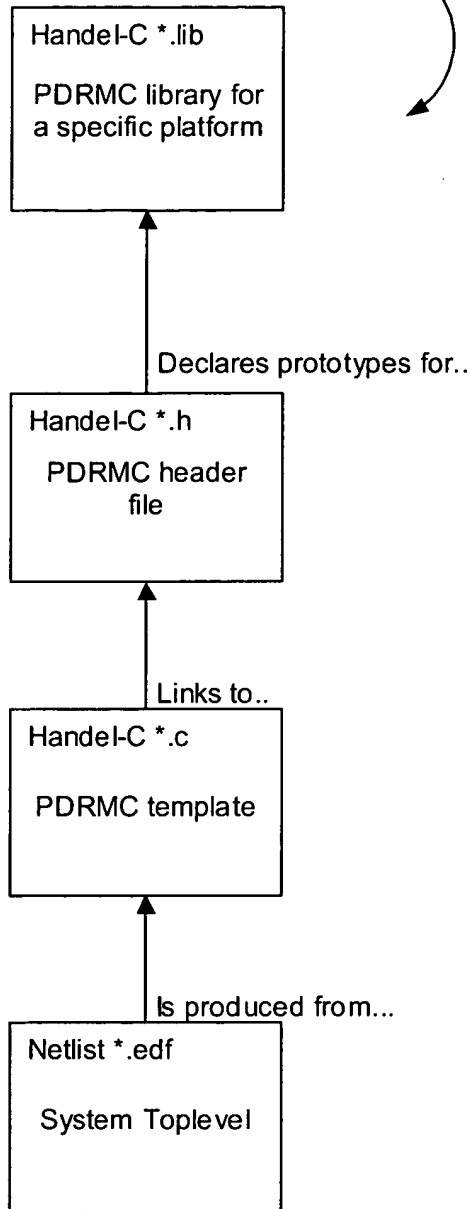 Handel-C *.lib
PDRMC library for
a specific platform
Declares prototypes for..
Handel-C *.h
PDRMC header
file
Links to..
Handel-C *.c
PDRMC template
Is produced from...
Netlist *.edf
System Toplevel